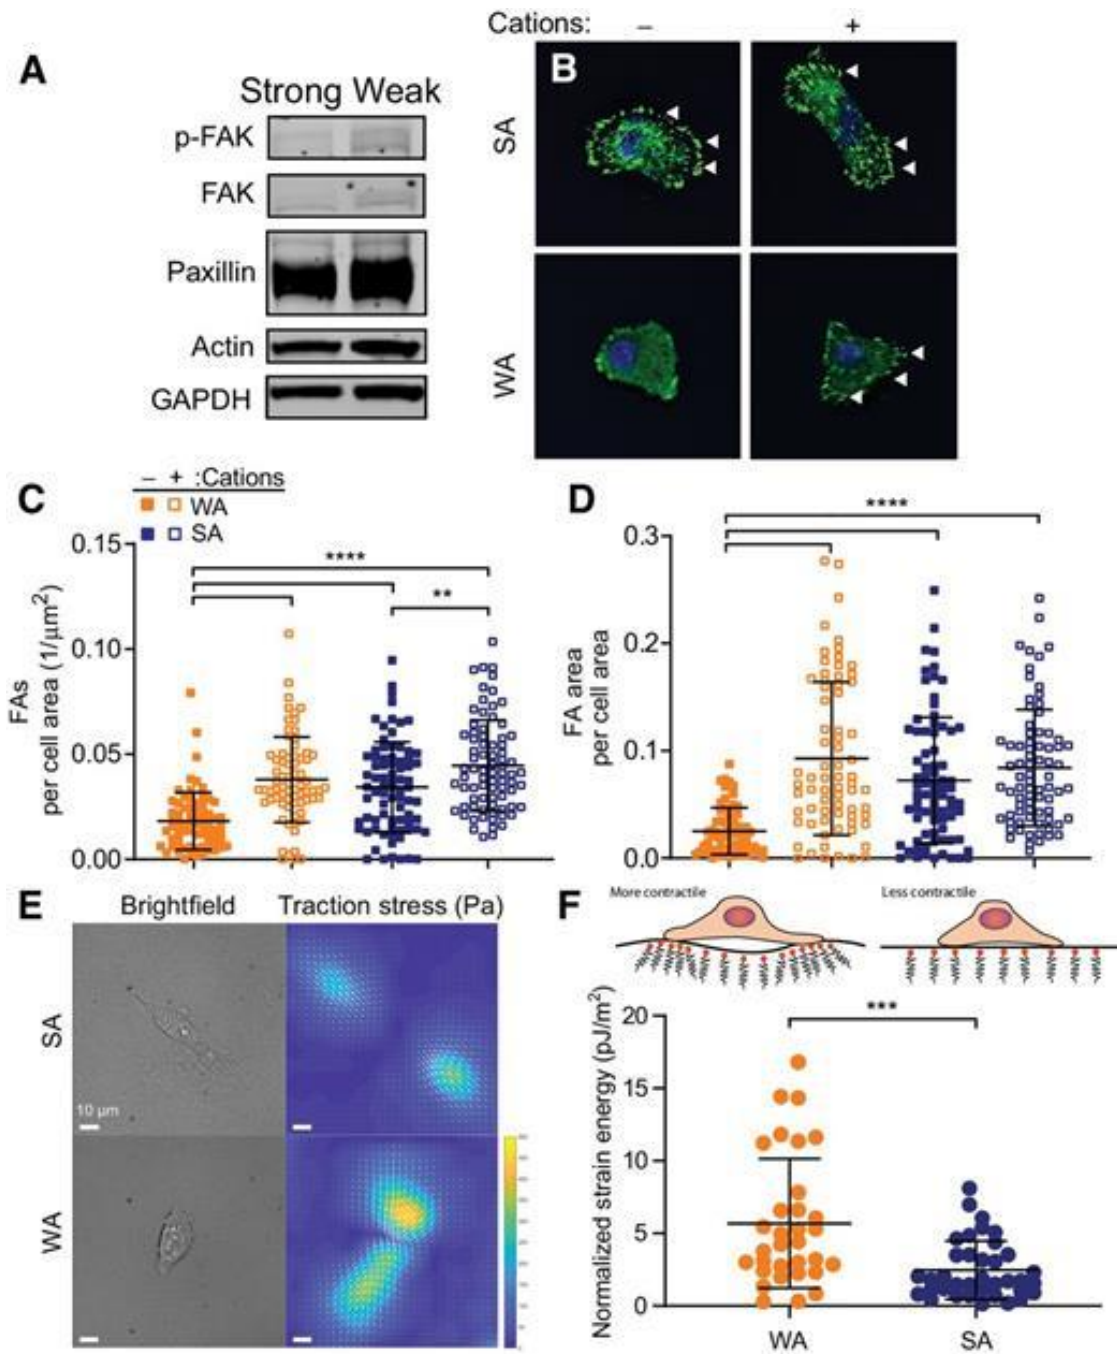 Cations: – +
A
Strong Weak
p-FAK
FAK
Paxillin
Actin
GAPDH
B
SA
WA
C
– + :Cations
WA
SA
FAs
per cell area (1/μm²)
0.15
0.10
0.05
0.00
****
**
D
FA area
per cell area
0.3
0.2
0.1
0.0
****
E
Brightfield Traction stress (Pa)
SA
10 μm
WA
F
More contractile
Less contractile
Normalized strain energy (pJ/m²)
20
15
10
5
0
***
WA SA